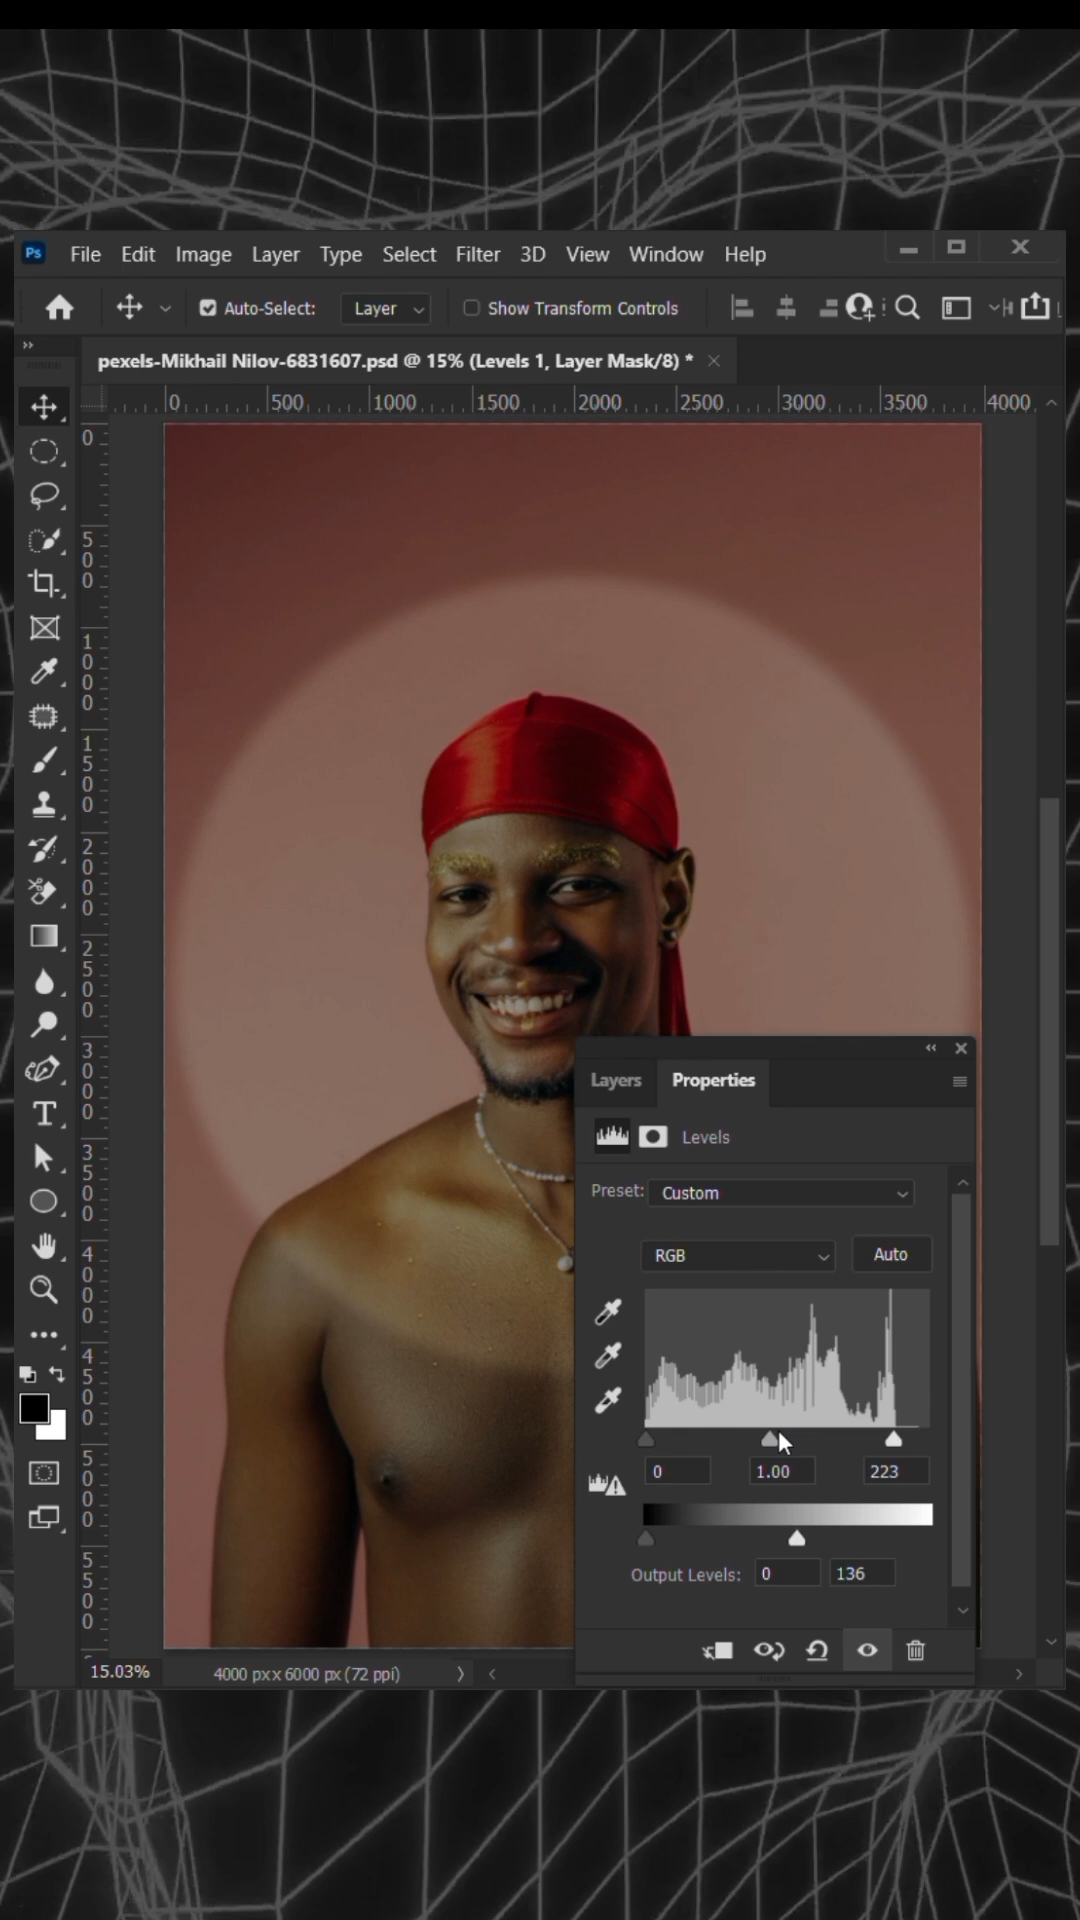 Ps File Edit Image Layer Type Select Filter 3D View Window Help
Auto-Select: Layer Show Transform Controls
pexels-Mikhail Nilov-6831607.psd @ 15% (Levels 1, Layer Mask/8) *
0 500 1000 1500 2000 2500 3000 3500 4000
0
500
1000
1500
2000
2500
3000
3500
4000
4500
5000
5500
Layers Properties
Levels
Preset: Custom
RGB Auto
0 1.00 223
Output Levels: 0 136
15.03% 4000 px x 6000 px (72 ppi)